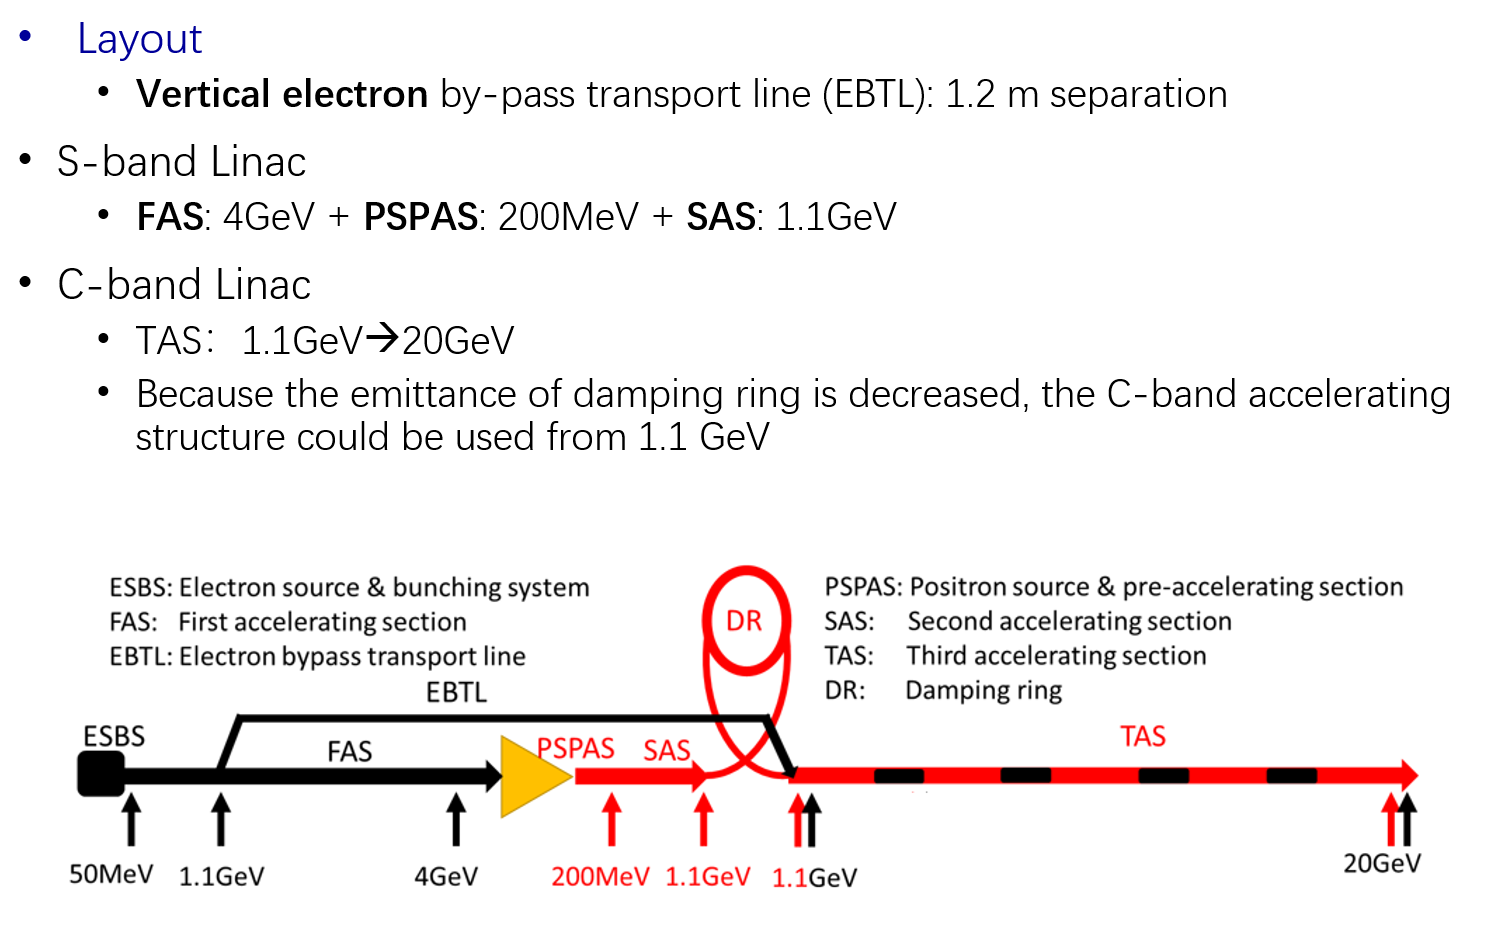 • Layout
• Vertical electron by-pass transport line (EBTL): 1.2 m separation
• S-band Linac
• FAS: 4GeV + PSPAS: 200MeV + SAS: 1.1GeV
• C-band Linac
• TAS： 1.1GeV→20GeV
• Because the emittance of damping ring is decreased, the C-band accelerating
structure could be used from 1.1 GeV
ESBS: Electron source & bunching system
FAS: First accelerating section
EBTL: Electron bypass transport line
PSPAS: Positron source & pre-accelerating section
SAS: Second accelerating section
TAS: Third accelerating section
DR: Damping ring
DR
EBTL
ESBS
FAS
PSPAS
SAS
TAS
50MeV
1.1GeV
4GeV
200MeV
1.1GeV
1.1GeV
20GeV